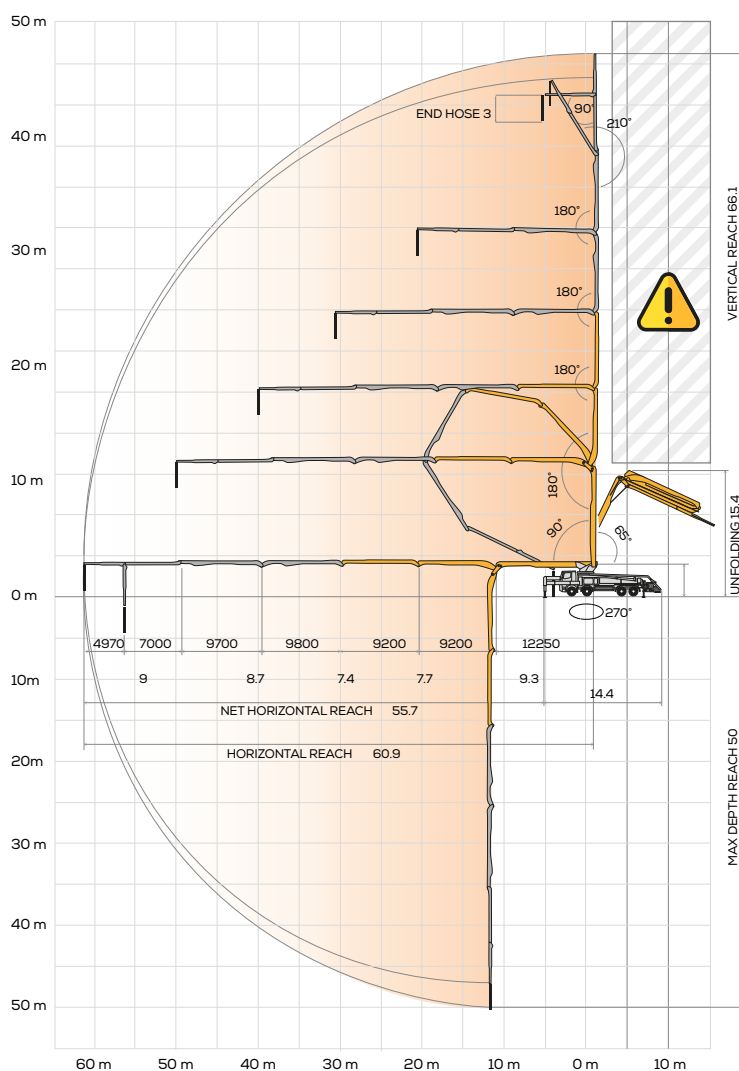 50 m
40 m
30 m
20 m
10 m
0 m
10m
20m
30 m
40 m
50 m
END HOSE 3
90°
210°
180°
180°
180°
180°
90°
65°
270°
VERTICAL REACH 66.1
UNFOLDING 15.4
MAX DEPTH REACH 50
4970 7000 9700 9800 9200 9200 12250
9 8.7 7.4 7.7 9.3
14.4
NET HORIZONTAL REACH 55.7
HORIZONTAL REACH 60.9
60 m 50 m 40 m 30 m 20 m 10 m 0 m 10 m